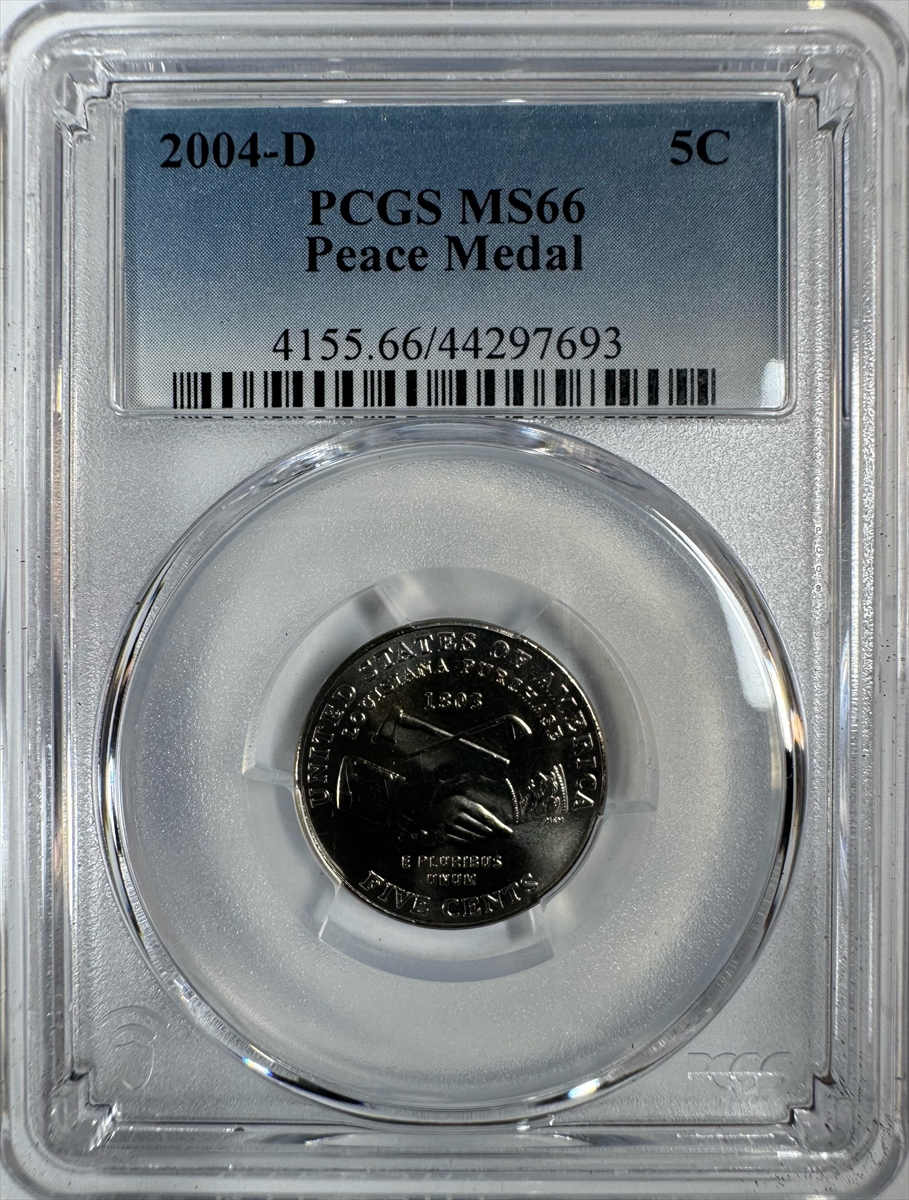 2004-D 5C
PCGS MS66
Peace Medal
4155.66/44297693
UNITED STATES OF AMERICA
LOUISIANA PURCHASE
1803
E PLURIBUS
UNUM
FIVE CENTS
PCGS